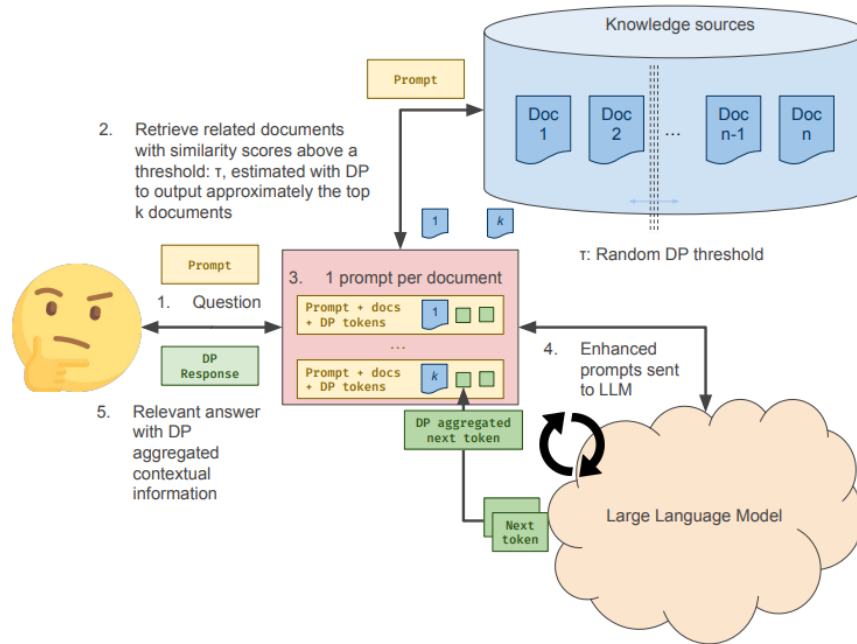 Knowledge sources
Prompt
Doc
1
Doc
2
...
Doc
n-1
Doc
n
2. Retrieve related documents
with similarity scores above a
threshold: τ, estimated with DP
to output approximately the top
k documents
1
k
τ: Random DP threshold
Prompt
1. Question
DP
Response
5. Relevant answer
with DP
aggregated
contextual
information
3. 1 prompt per document
Prompt + docs
+ DP tokens
1
...
Prompt + docs
+ DP tokens
k
4. Enhanced
prompts sent
to LLM
DP aggregated
next token
Next
token
Large Language Model